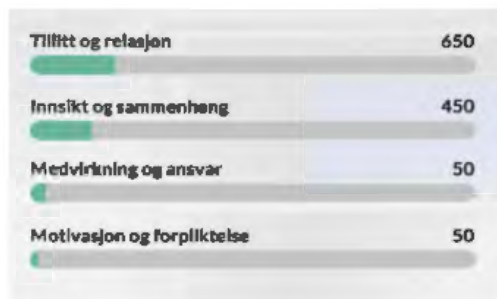 Tillitt og relasjon 650
Innsikt og sammenheng 450
Medvirkning og ansvar 50
Motivasjon og forpliktelse 50